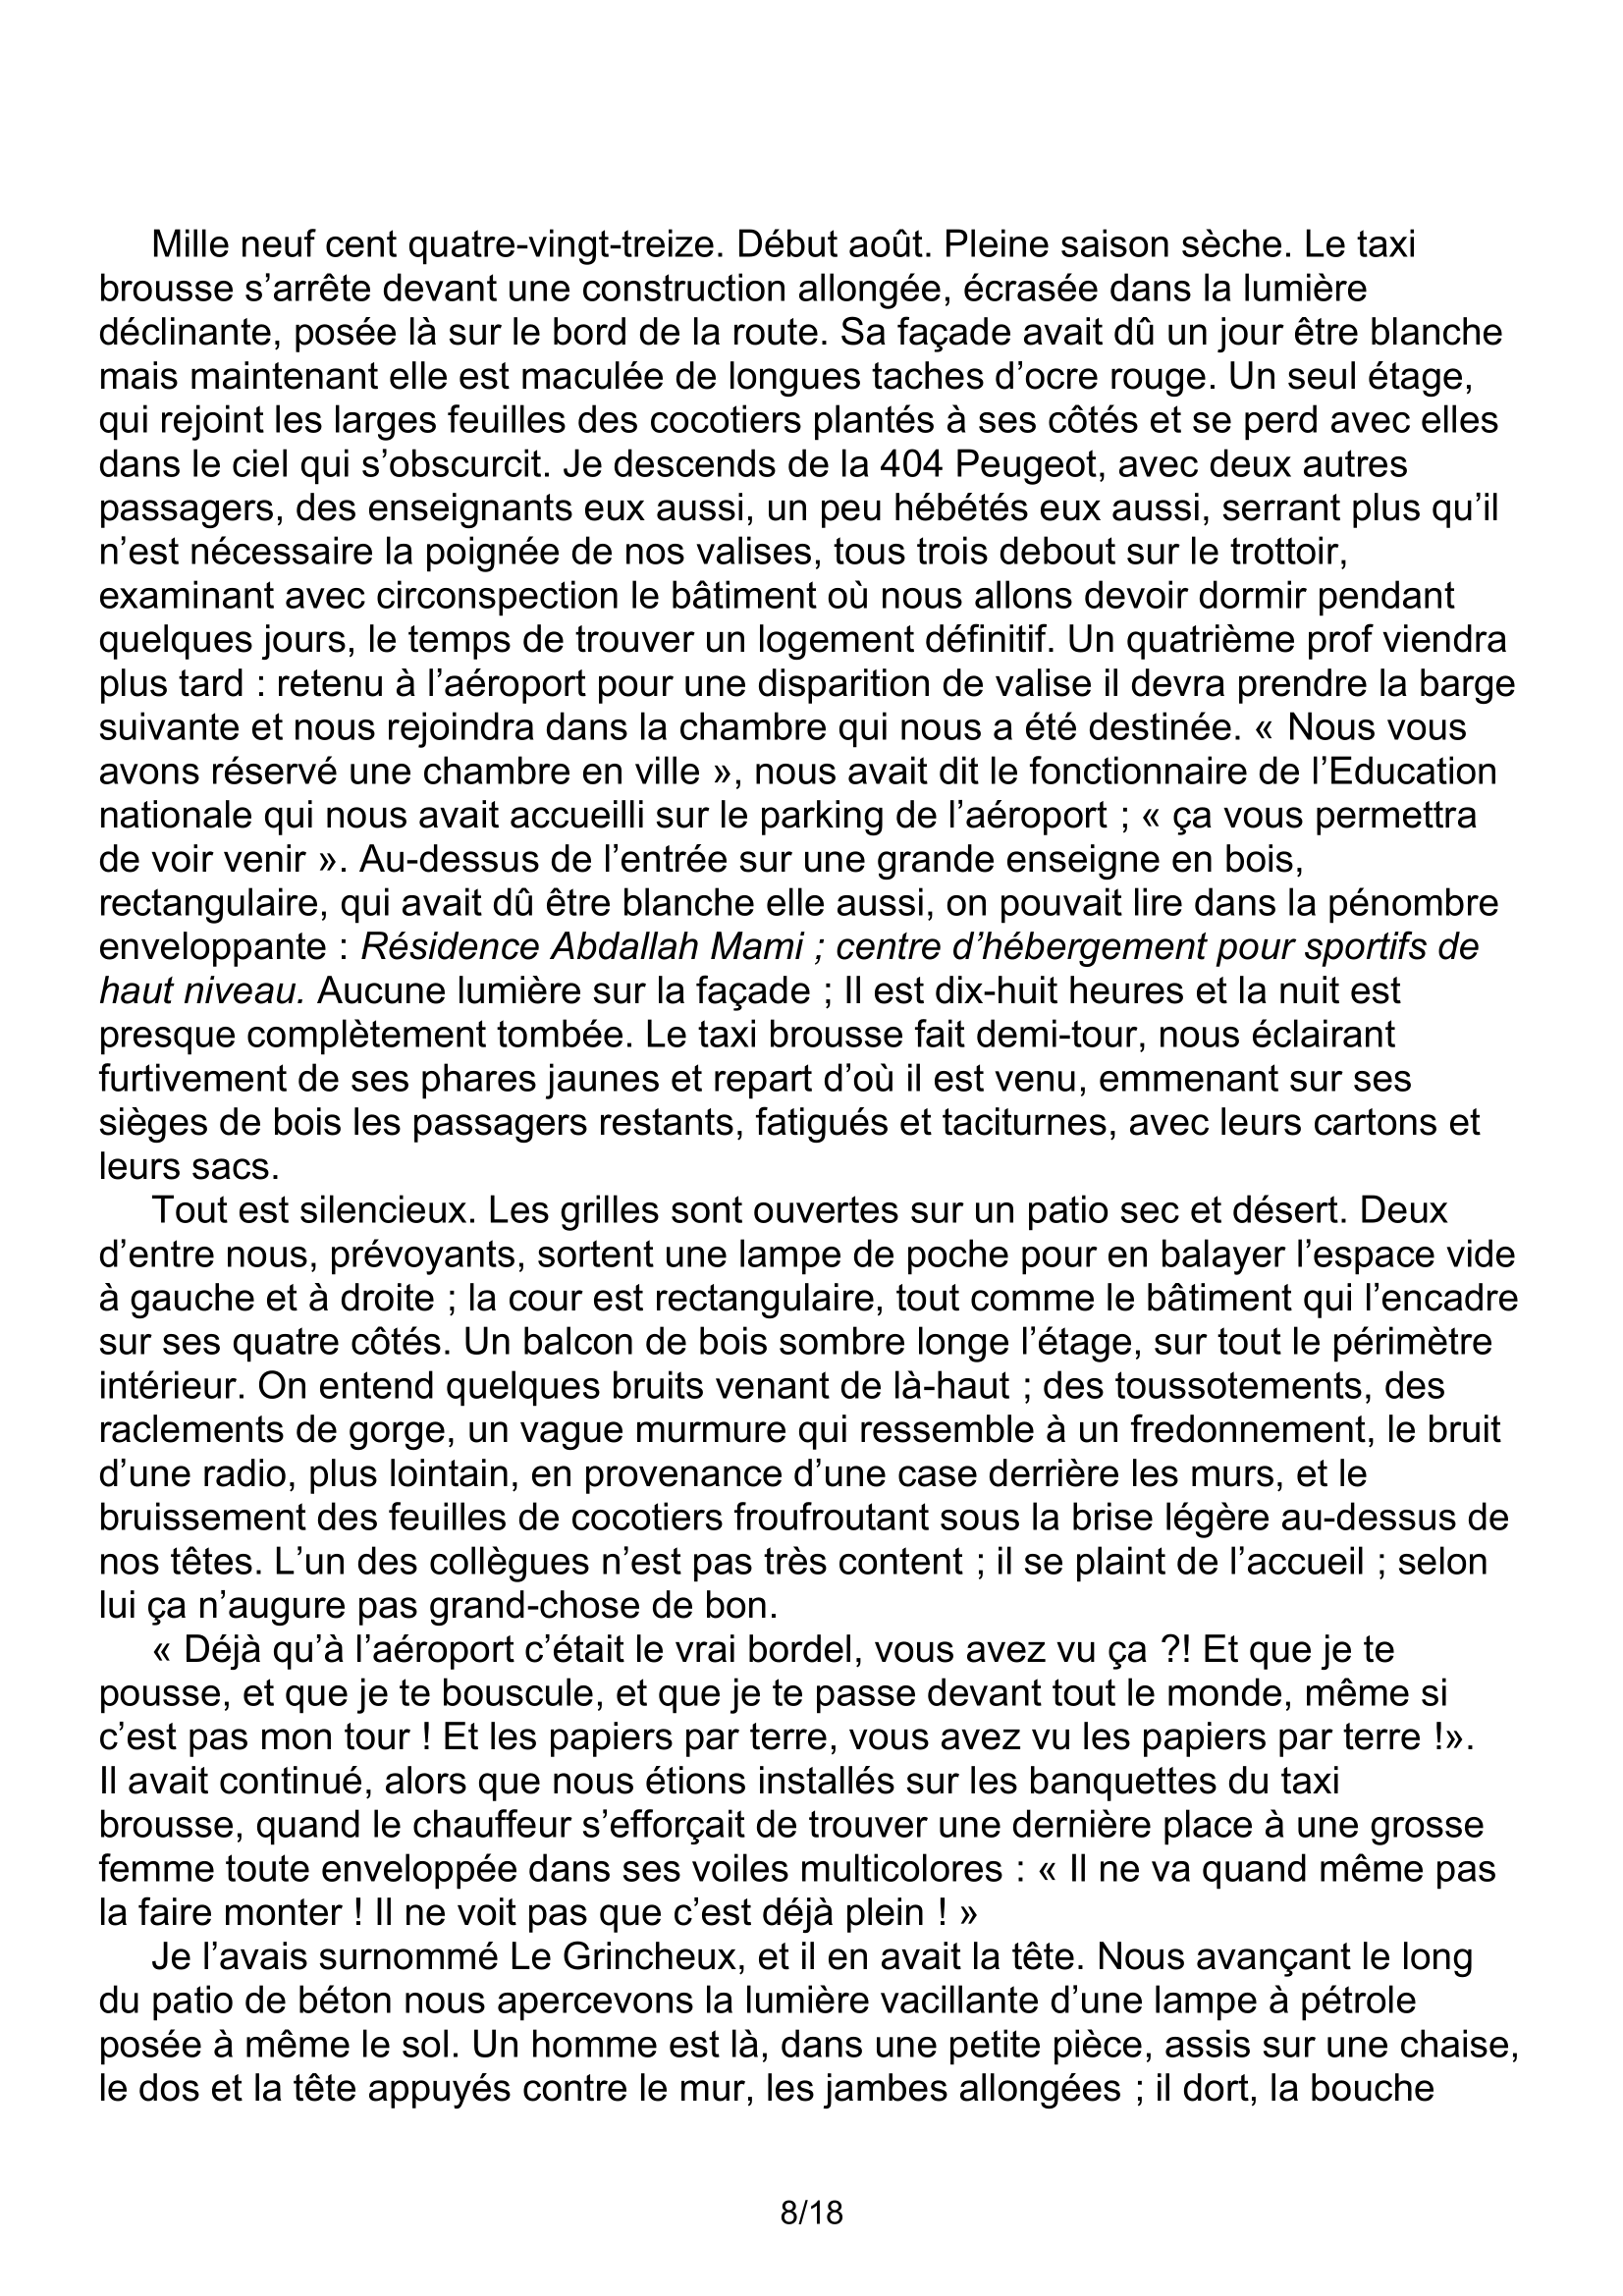 Mille neuf cent quatre-vingt-treize. Début août. Pleine saison sèche. Le taxi
brousse s’arrête devant une construction allongée, écrasée dans la lumière
déclinante, posée là sur le bord de la route. Sa façade avait dû un jour être blanche
mais maintenant elle est maculée de longues taches d’ocre rouge. Un seul étage,
qui rejoint les larges feuilles des cocotiers plantés à ses côtés et se perd avec elles
dans le ciel qui s’obscurcit. Je descends de la 404 Peugeot, avec deux autres
passagers, des enseignants eux aussi, un peu hébétés eux aussi, serrant plus qu’il
n’est nécessaire la poignée de nos valises, tous trois debout sur le trottoir,
examinant avec circonspection le bâtiment où nous allons devoir dormir pendant
quelques jours, le temps de trouver un logement définitif. Un quatrième prof viendra
plus tard : retenu à l’aéroport pour une disparition de valise il devra prendre la barge
suivante et nous rejoindra dans la chambre qui nous a été destinée. « Nous vous
avons réservé une chambre en ville », nous avait dit le fonctionnaire de l’Education
nationale qui nous avait accueilli sur le parking de l’aéroport ; « ça vous permettra
de voir venir ». Au-dessus de l’entrée sur une grande enseigne en bois,
rectangulaire, qui avait dû être blanche elle aussi, on pouvait lire dans la pénombre
enveloppante : Résidence Abdallah Mami ; centre d’hébergement pour sportifs de
haut niveau. Aucune lumière sur la façade ; Il est dix-huit heures et la nuit est
presque complètement tombée. Le taxi brousse fait demi-tour, nous éclairant
furtivement de ses phares jaunes et repart d’où il est venu, emmenant sur ses
sièges de bois les passagers restants, fatigués et taciturnes, avec leurs cartons et
leurs sacs.
Tout est silencieux. Les grilles sont ouvertes sur un patio sec et désert. Deux
d’entre nous, prévoyants, sortent une lampe de poche pour en balayer l’espace vide
à gauche et à droite ; la cour est rectangulaire, tout comme le bâtiment qui l’encadre
sur ses quatre côtés. Un balcon de bois sombre longe l’étage, sur tout le périmètre
intérieur. On entend quelques bruits venant de là-haut ; des toussotements, des
raclements de gorge, un vague murmure qui ressemble à un fredonnement, le bruit
d’une radio, plus lointain, en provenance d’une case derrière les murs, et le
bruissement des feuilles de cocotiers froufroutant sous la brise légère au-dessus de
nos têtes. L’un des collègues n’est pas très content ; il se plaint de l’accueil ; selon
lui ça n’augure pas grand-chose de bon.
« Déjà qu’à l’aéroport c’était le vrai bordel, vous avez vu ça ?! Et que je te
pousse, et que je te bouscule, et que je te passe devant tout le monde, même si
c’est pas mon tour ! Et les papiers par terre, vous avez vu les papiers par terre !».
Il avait continué, alors que nous étions installés sur les banquettes du taxi
brousse, quand le chauffeur s’efforçait de trouver une dernière place à une grosse
femme toute enveloppée dans ses voiles multicolores : « Il ne va quand même pas
la faire monter ! Il ne voit pas que c’est déjà plein ! »
Je l’avais surnommé Le Grincheux, et il en avait la tête. Nous avançant le long
du patio de béton nous apercevons la lumière vacillante d’une lampe à pétrole
posée à même le sol. Un homme est là, dans une petite pièce, assis sur une chaise,
le dos et la tête appuyés contre le mur, les jambes allongées ; il dort, la bouche
8/18